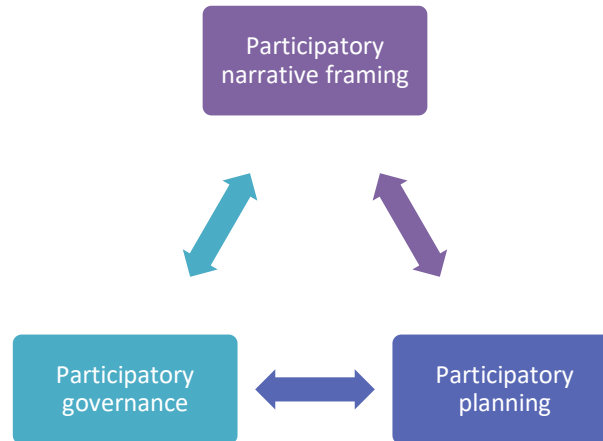 Participatory
narrative framing
Participatory
governance
Participatory
planning